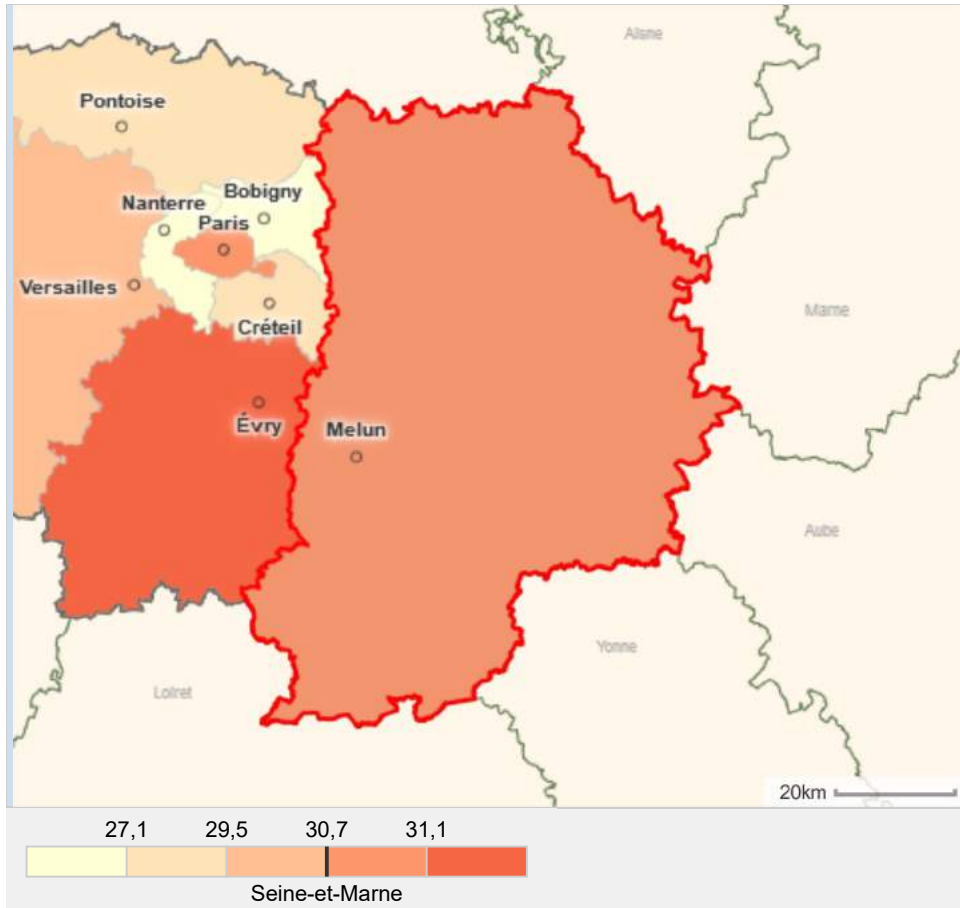 Aisne
Pontoise
Bobigny
Nanterre
Paris
Versailles
Marne
Créteil
Évry
Melun
Aube
Yonne
Loiret
20km
27,1 29,5 30,7 31,1
Seine-et-Marne